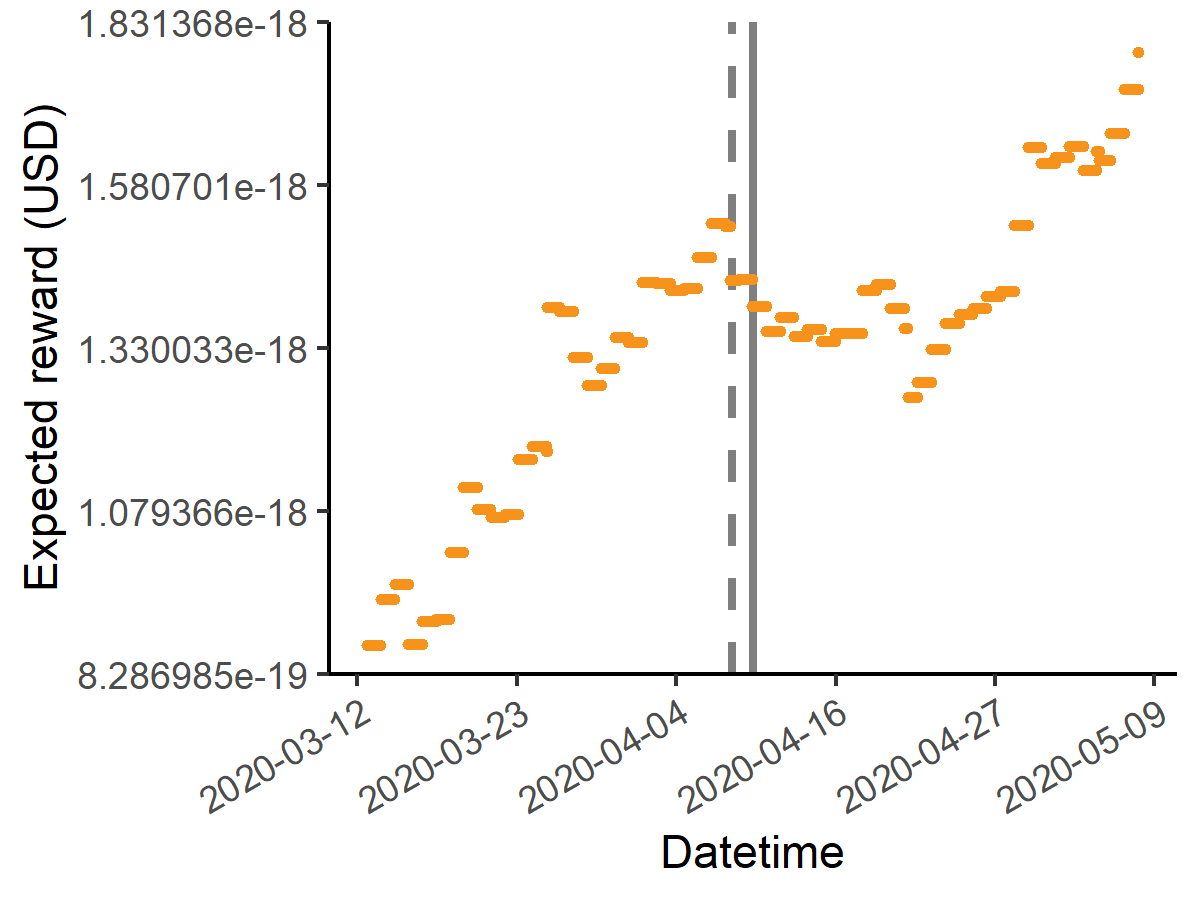 Expected reward (USD)
1.831368e-18
1.580701e-18
1.330033e-18
1.079366e-18
8.286985e-19
2020-03-12
2020-03-23
2020-04-04
2020-04-16
2020-04-27
2020-05-09
Datetime